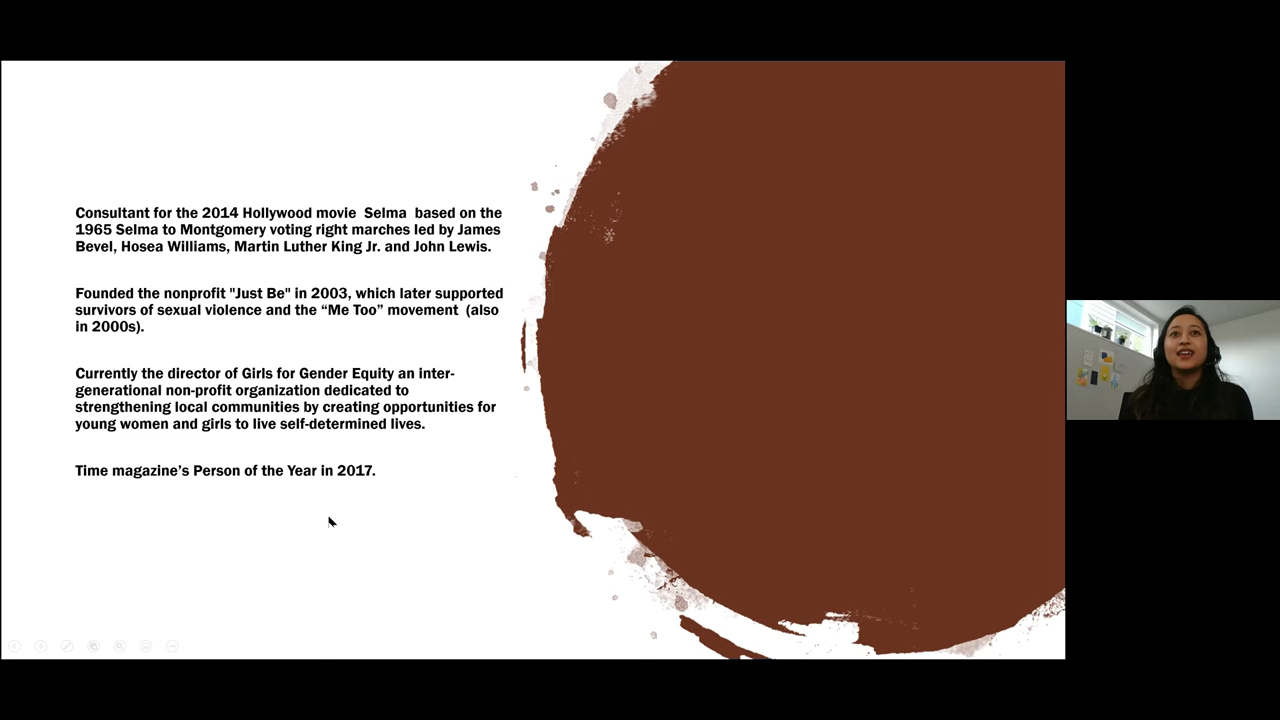 Consultant for the 2014 Hollywood movie  Selma  based on the
1965 Selma to Montgomery voting right marches led by James
Bevel, Hosea Williams, Martin Luther King Jr. and John Lewis.
Founded the nonprofit "Just Be" in 2003, which later supported
survivors of sexual violence and the “Me Too” movement  (also
in 2000s).
Currently the director of Girls for Gender Equity an inter-
generational non-profit organization dedicated to
strengthening local communities by creating opportunities for
young women and girls to live self-determined lives.
Time magazine’s Person of the Year in 2017.